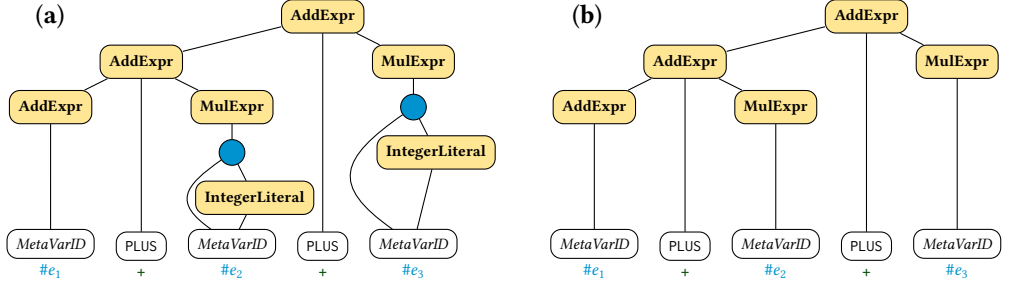 (a)
AddExpr
AddExpr
MulExpr
AddExpr
MulExpr
IntegerLiteral
IntegerLiteral
MetaVarID
PLUS
MetaVarID
PLUS
MetaVarID
#e₁
+
#e₂
+
#e₃
(b)
AddExpr
AddExpr
MulExpr
AddExpr
MulExpr
MetaVarID
PLUS
MetaVarID
PLUS
MetaVarID
#e₁
+
#e₂
+
#e₃